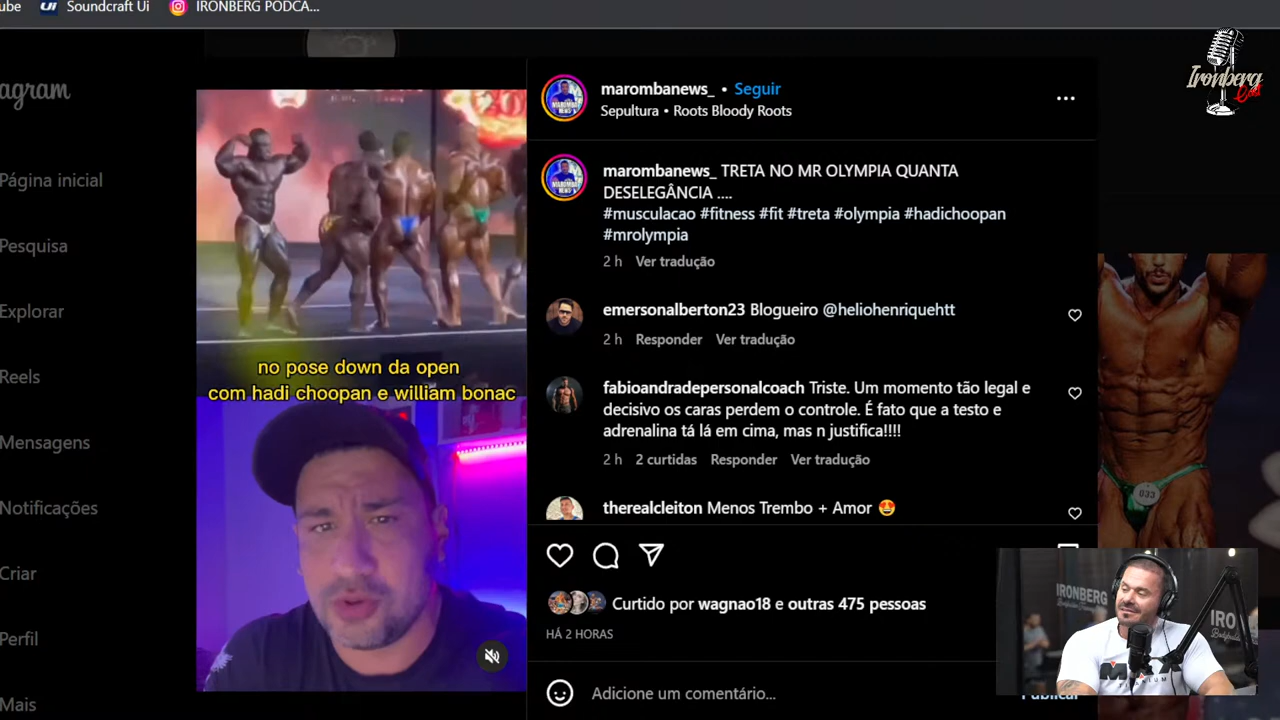 ube
UI
Soundcraft Ui
IRONBERG PODCA...
agram
Página inicial
Pesquisa
Explorar
Reels
Mensagens
Notificações
Criar
Perfil
Mais
no pose down da open
com hadi choopan e william bonac
marombanews_ • Seguir
Sepultura • Roots Bloody Roots
marombanews_ TRETA NO MR OLYMPIA QUANTA
DESELEGÂNCIA ....
#musculacao #fitness #fit #treta #olympia #hadichoopan
#mrolympia
2 h Ver tradução
emersonalberton23 Blogueiro @heliohenriquehtt
2 h Responder Ver tradução
fabioandradepersonalcoach Triste. Um momento tão legal e
decisivo os caras perdem o controle. É fato que a testo e
adrenalina tá lá em cima, mas n justifica!!!!
2 h 2 curtidas Responder Ver tradução
therealcleiton Menos Trembo + Amor 😍
Curtido por wagnao18 e outras 475 pessoas
HÁ 2 HORAS
Adicione um comentário...
Publicar
Ironberg
Cast
033
IRONBERG
IRO